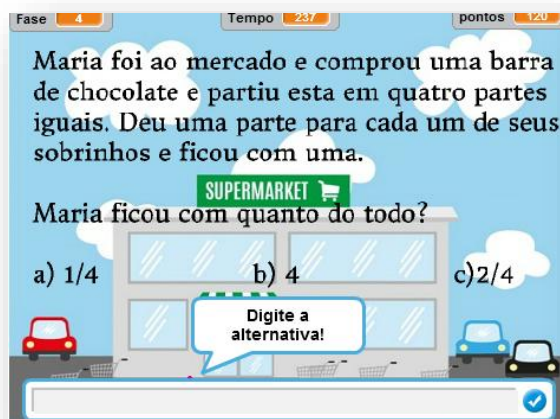 Fase 4 Tempo 237 pontos 120
Maria foi ao mercado e comprou uma barra
de chocolate e partiu esta em quatro partes
iguais. Deu uma parte para cada um de seus
sobrinhos e ficou com uma.
SUPERMARKET
Maria ficou com quanto do todo?
a) 1/4 b) 4 c)2/4
Digite a
alternativa!